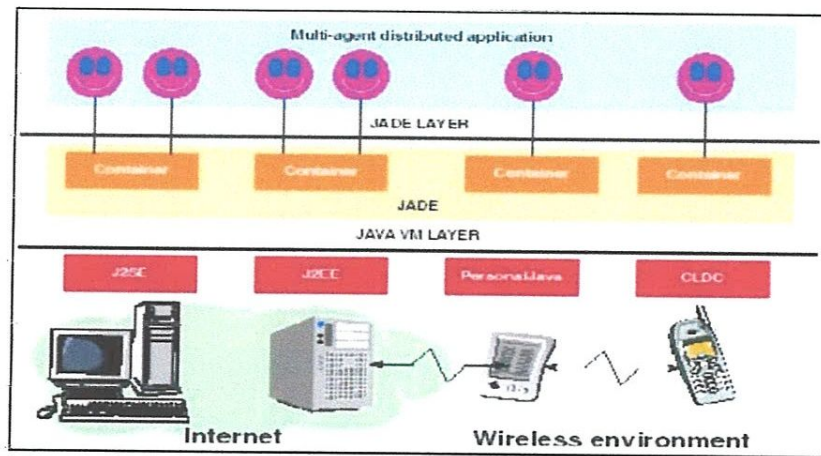 Multi-agent distributed application
JADE LAYER
Container Container Container Container
JADE
JAVA VM LAYER
J2SE J2EE PersonalJava CLDC
Internet Wireless environment